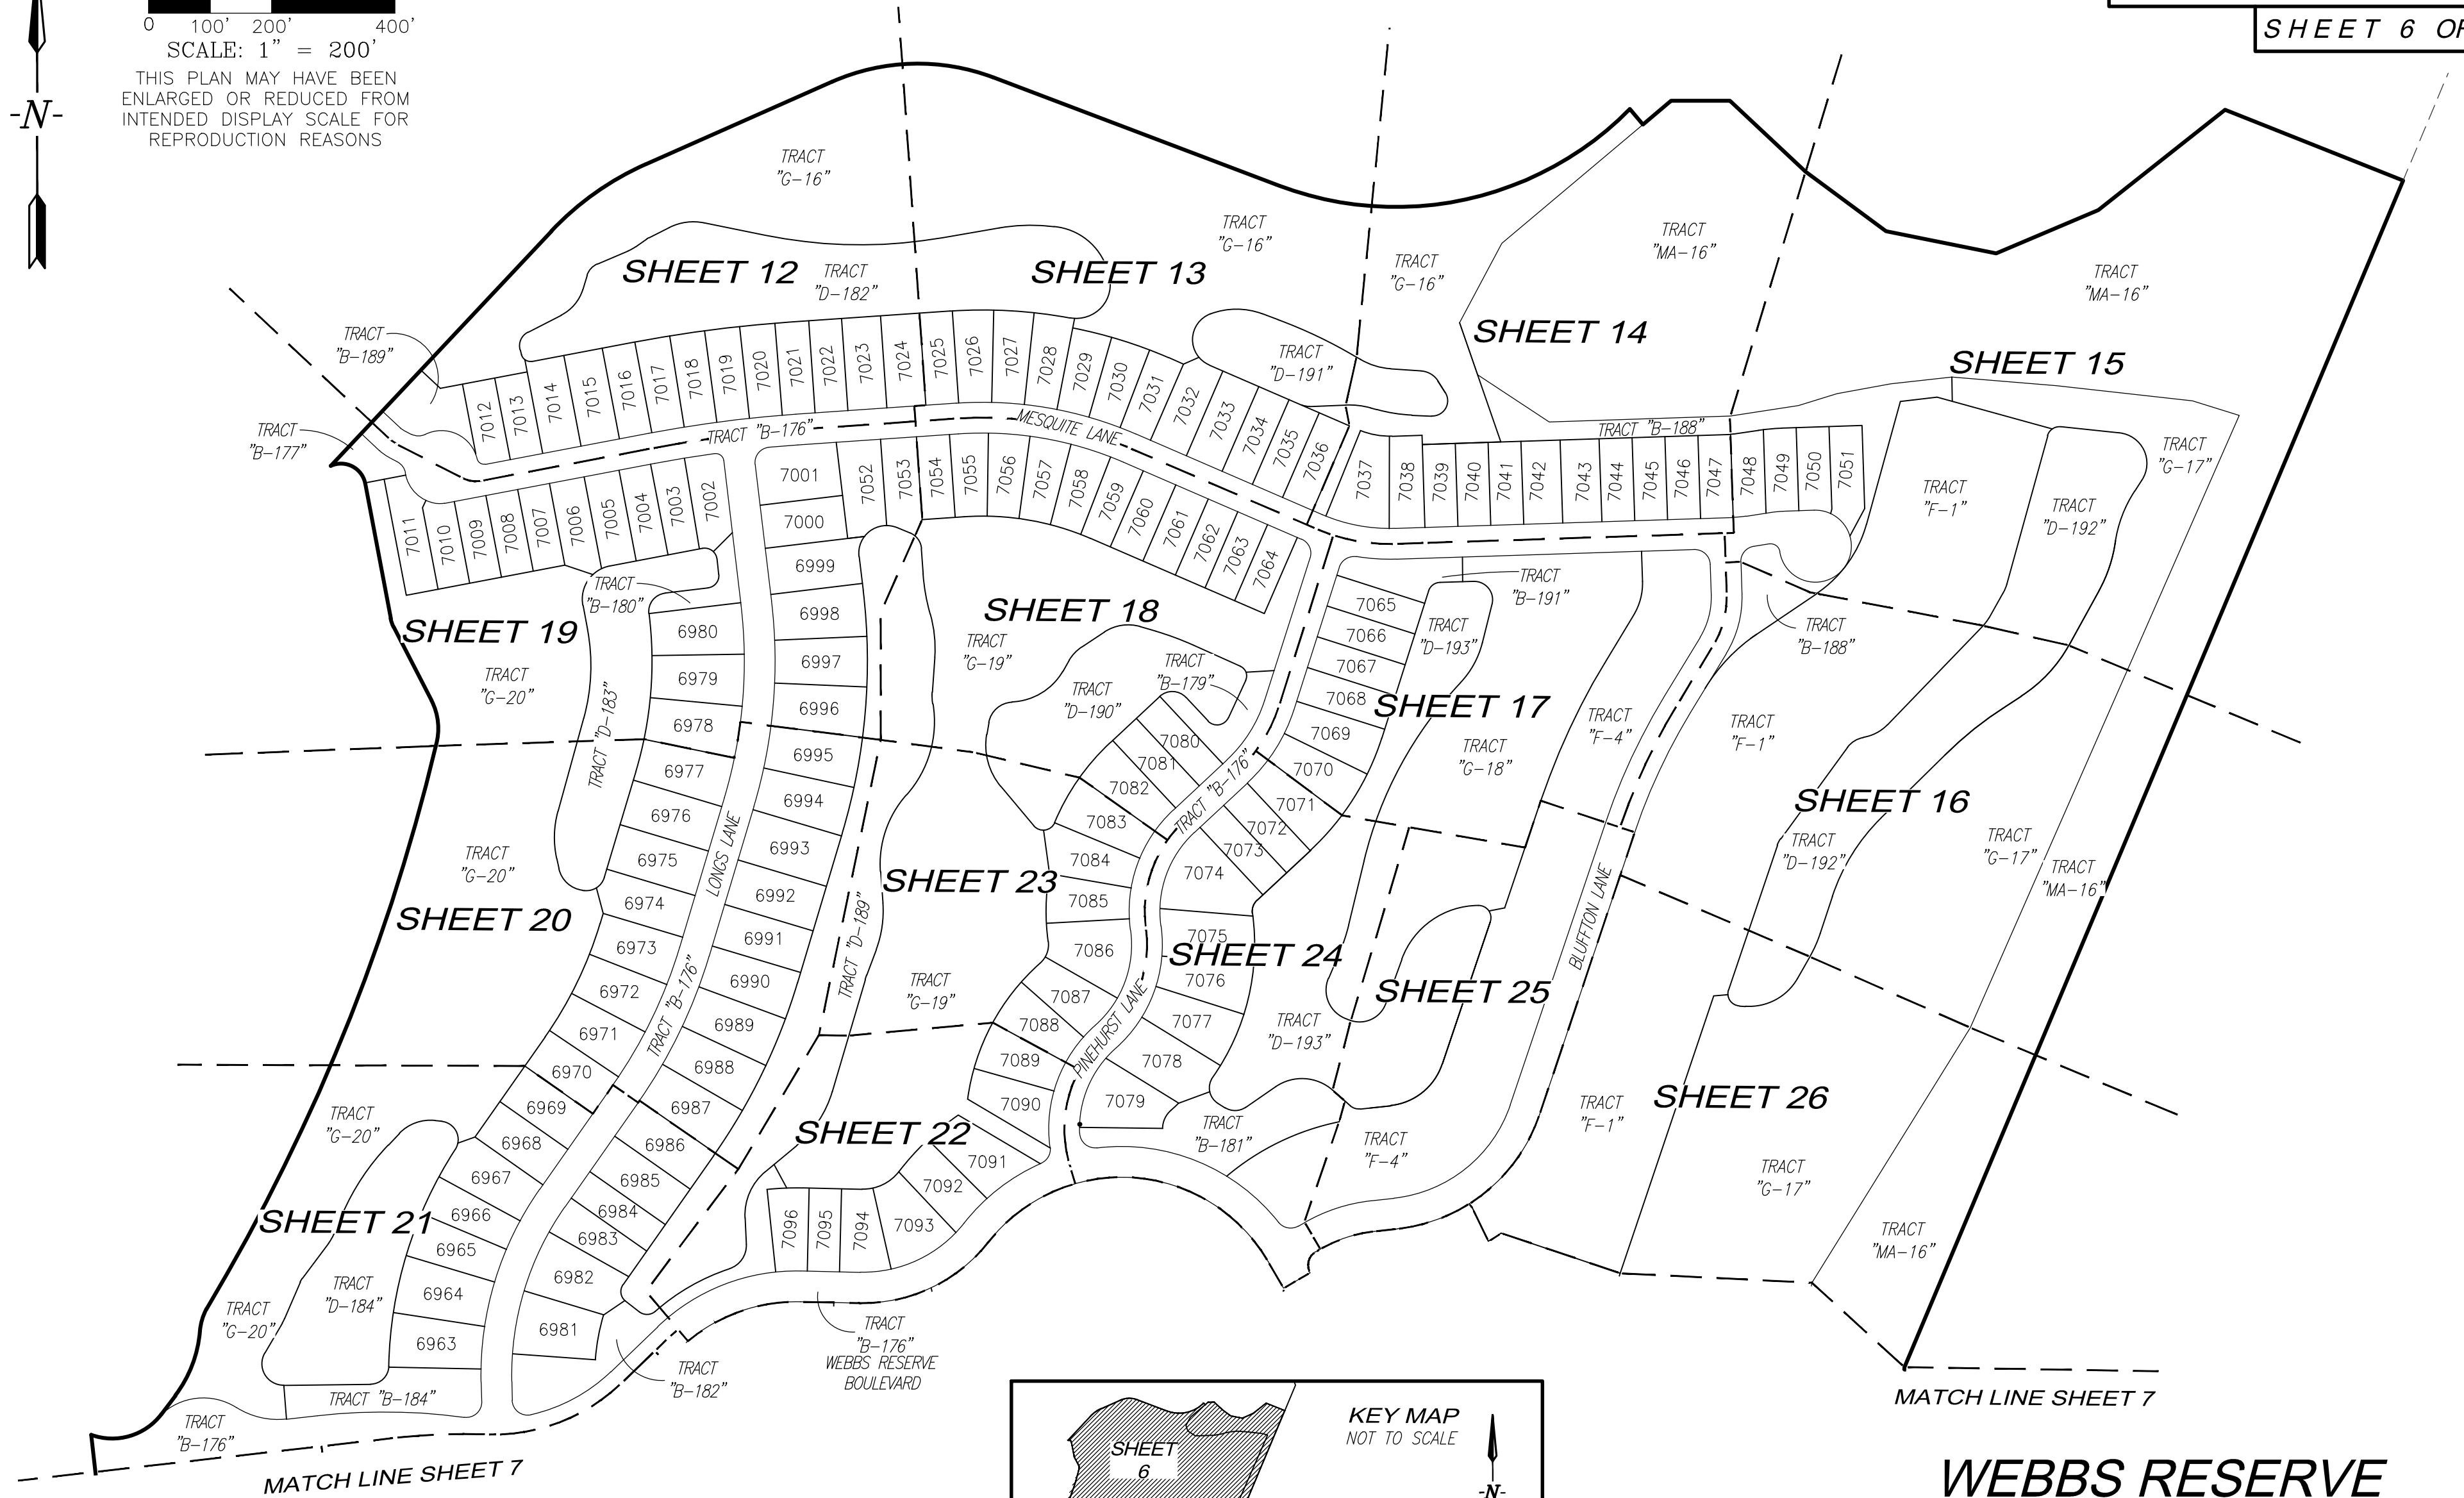 0 100' 200' 400'
SCALE: 1" = 200'
THIS PLAN MAY HAVE BEEN
ENLARGED OR REDUCED FROM
INTENDED DISPLAY SCALE FOR
REPRODUCTION REASONS
-N-
SHEET 6
TRACT
"G-16"
TRACT
"G-16"
TRACT
"G-16"
TRACT
"MA-16"
TRACT
"MA-16"
SHEET 12
TRACT
"D-182"
SHEET 13
SHEET 14
SHEET 15
TRACT
"B-189"
TRACT
"D-191"
TRACT
"B-177"
7012
7013
7014
7015
7016
7017
7018
7019
7020
7021
7022
7023
7024
7025
7026
7027
7028
7029
7030
7031
7032
7033
7034
7035
7036
7037
7038
7039
7040
7041
7042
7043
7044
7045
7046
7047
7048
7049
7050
7051
TRACT "B-176"
MESQUITE LANE
TRACT "B-188"
TRACT
"F-1"
TRACT
"D-192"
TRACT
"G-17"
7011
7010
7009
7008
7007
7006
7005
7004
7003
7002
7001
7000
6999
6998
6997
6996
6995
6994
6993
6992
6991
6990
6989
6988
6987
6986
6985
6984
6983
6982
6981
7052
7053
7054
7055
7056
7057
7058
7059
7060
7061
7062
7063
7064
TRACT
"B-180"
SHEET 19
TRACT
"G-20"
TRACT "D-183"
6980
6979
6978
6977
6976
6975
6974
6973
6972
6971
6970
6969
6968
6967
6966
6965
6964
6963
SHEET 18
TRACT
"G-19"
TRACT
"D-190"
TRACT
"B-179"
7065
7066
7067
7068
7069
7070
7071
7072
7073
7074
7075
7076
7077
7078
7079
TRACT
"D-193"
TRACT
"B-191"
SHEET 17
TRACT
"G-18"
TRACT
"F-4"
TRACT
"B-188"
TRACT
"F-1"
SHEET 16
TRACT
"D-192"
TRACT
"G-17"
TRACT
"MA-16"
7080
7081
7082
7083
7084
7085
7086
7087
7088
7089
7090
7091
7092
7093
7094
7095
7096
TRACT "B-176"
LONGS LANE
TRACT "B-176"
TRACT "D-189"
PINEHURST LANE
BLUFFTON LANE
TRACT
"G-20"
SHEET 20
SHEET 23
TRACT
"G-19"
SHEET 24
SHEET 25
TRACT
"D-193"
SHEET 26
TRACT
"F-1"
TRACT
"G-17"
TRACT
"MA-16"
TRACT
"G-20"
SHEET 22
TRACT
"B-181"
TRACT
"F-4"
SHEET 21
TRACT
"D-184"
TRACT
"G-20"
TRACT "B-184"
TRACT
"B-176"
TRACT
"B-182"
TRACT
"B-176"
WEBBS RESERVE
BOULEVARD
MATCH LINE SHEET 7
MATCH LINE SHEET 7
SHEET
6
KEY MAP
NOT TO SCALE
-N-
WEBBS RESERVE